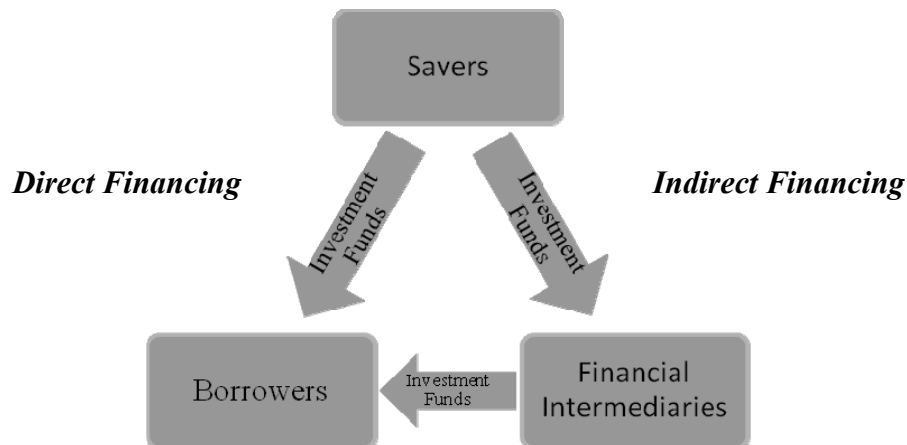 Savers
Direct Financing
Indirect Financing
Investment
Funds
Investment
Funds
Borrowers
Investment
Funds
Financial
Intermediaries